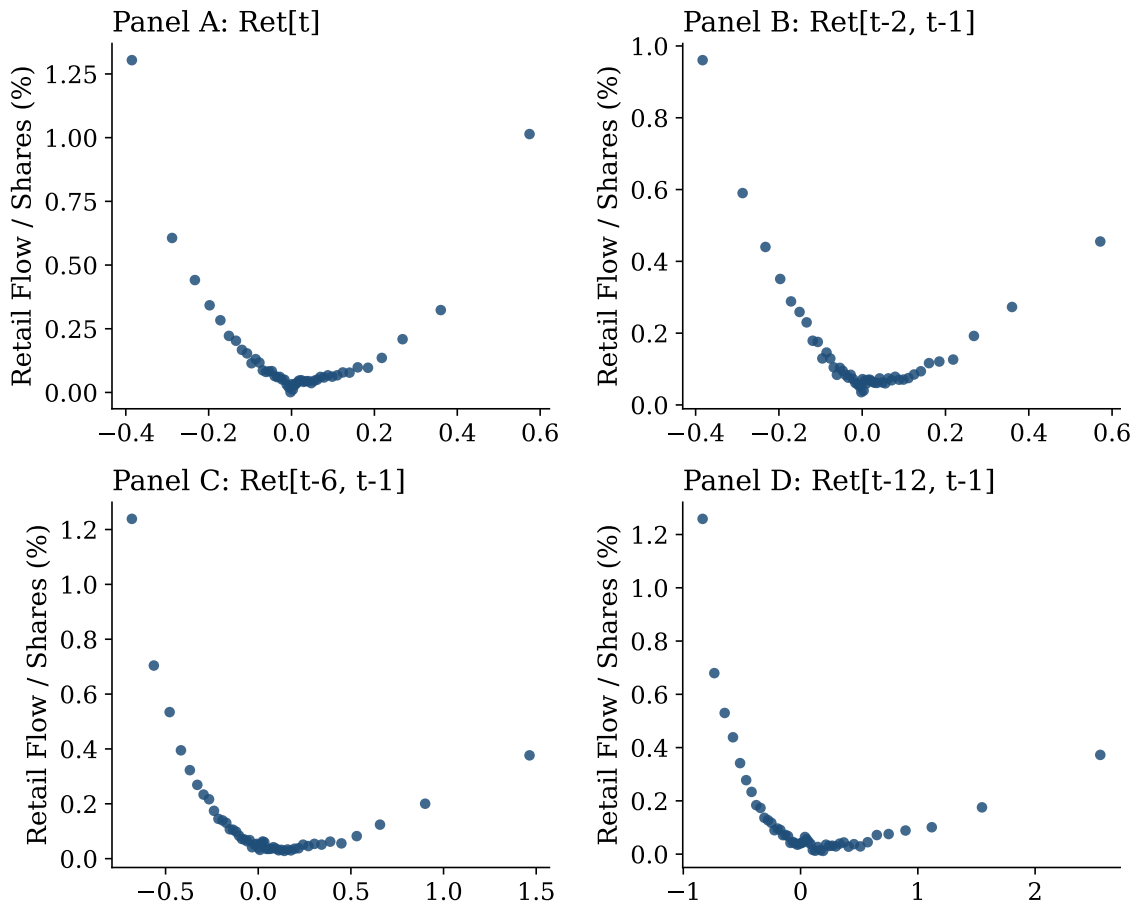 Panel A: Ret[t]
Retail Flow / Shares (%)
1.25
1.00
0.75
0.50
0.25
0.00
−0.4 −0.2 0.0 0.2 0.4 0.6
Panel B: Ret[t-2, t-1]
Retail Flow / Shares (%)
1.0
0.8
0.6
0.4
0.2
0.0
−0.4 −0.2 0.0 0.2 0.4 0.6
Panel C: Ret[t-6, t-1]
Retail Flow / Shares (%)
1.2
1.0
0.8
0.6
0.4
0.2
0.0
−0.5 0.0 0.5 1.0 1.5
Panel D: Ret[t-12, t-1]
Retail Flow / Shares (%)
1.2
1.0
0.8
0.6
0.4
0.2
0.0
−1 0 1 2